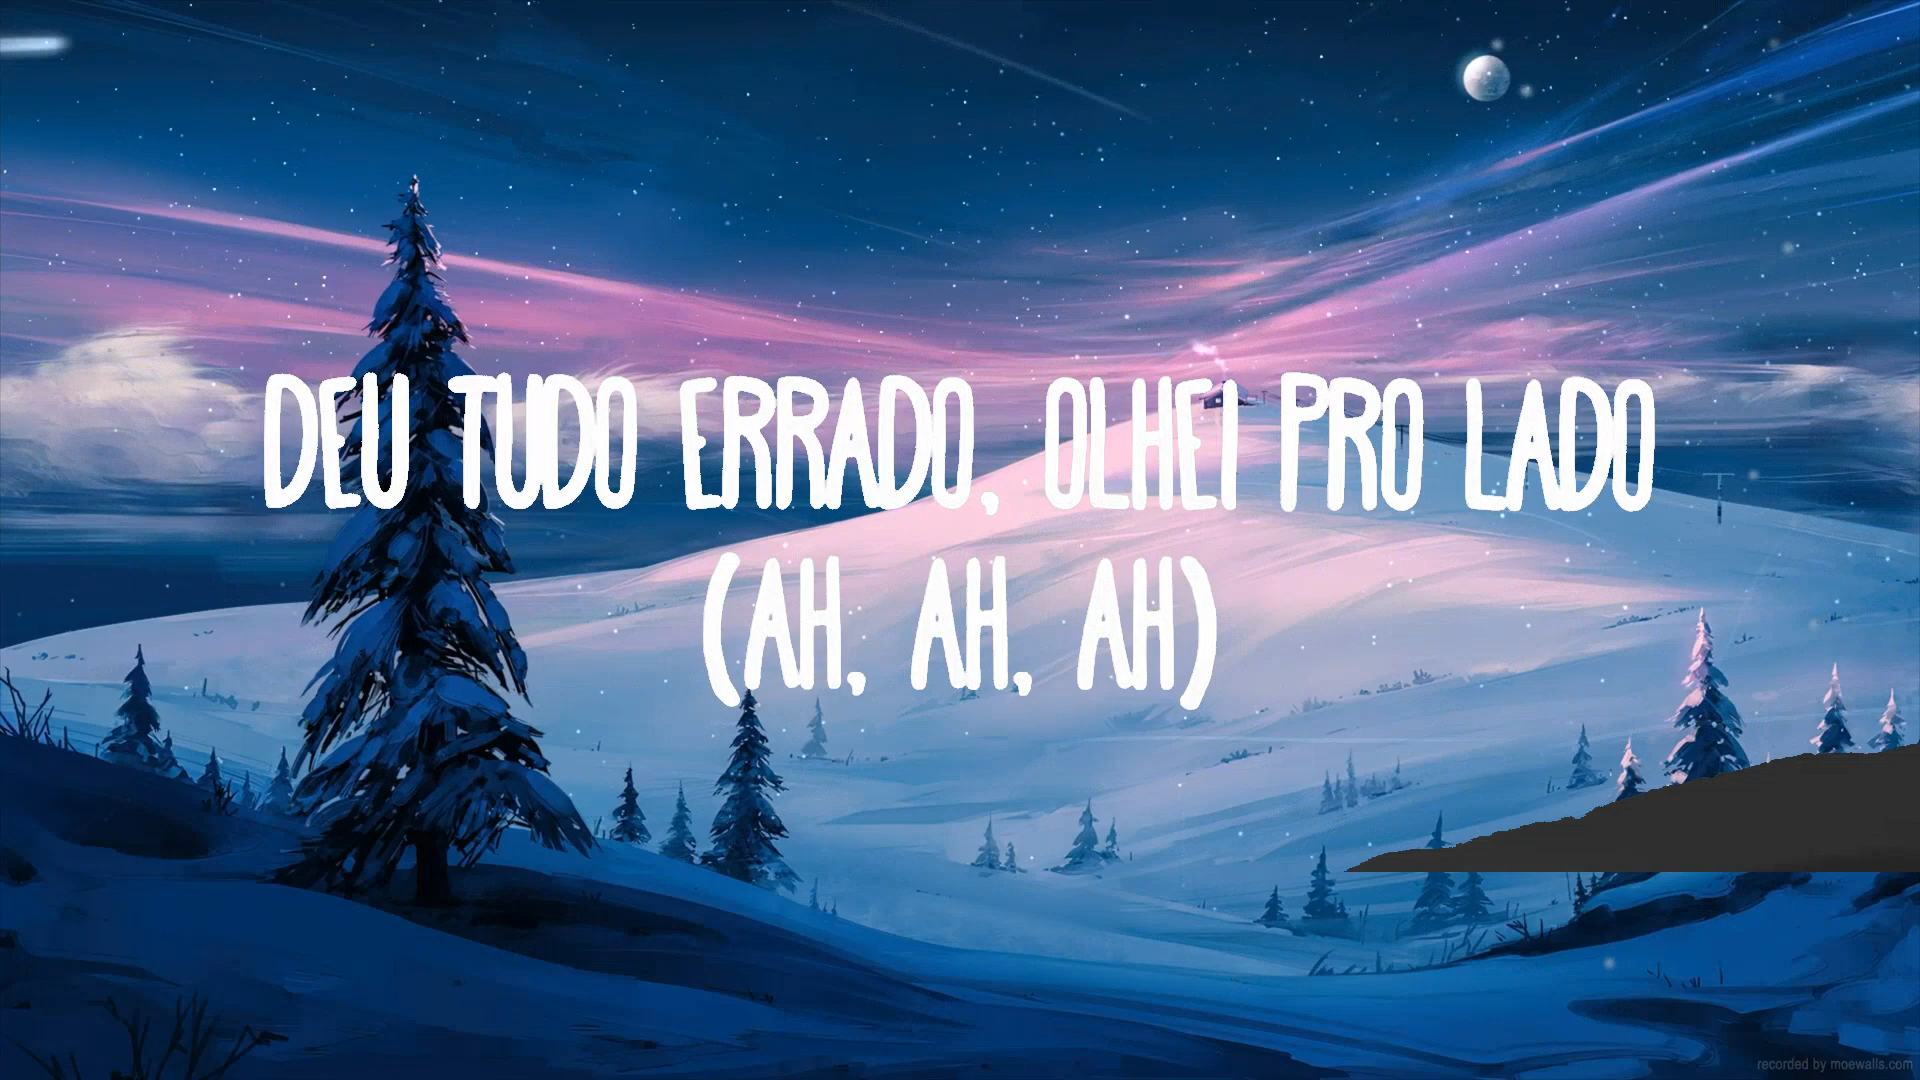 DEU TUDO ERRADO, OLHEI PRO LADO
(AH, AH, AH)
recorded by moewalls.com